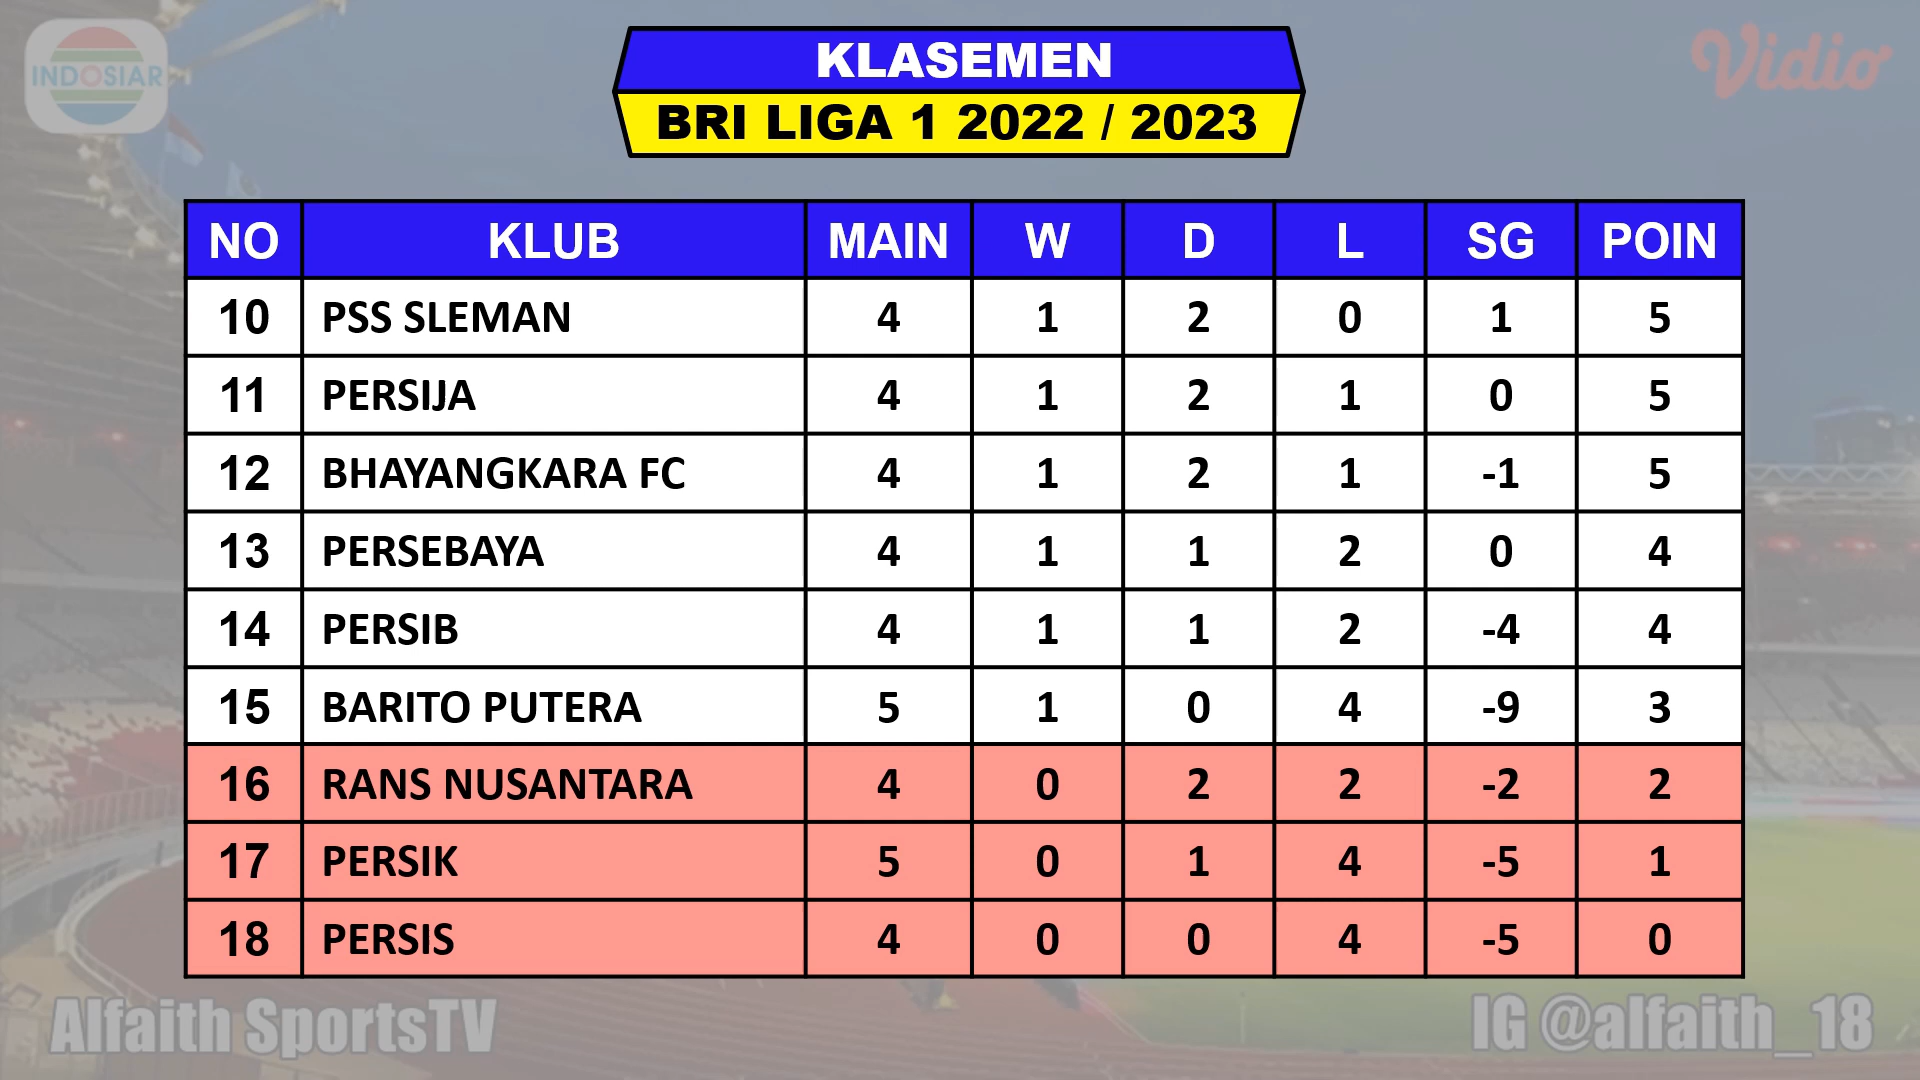 INDOSIAR
Vidio
KLASEMEN
BRI LIGA 1 2022 / 2023
NO KLUB MAIN W D L SG POIN
10 PSS SLEMAN 4 1 2 0 1 5
11 PERSIJA 4 1 2 1 0 5
12 BHAYANGKARA FC 4 1 2 1 -1 5
13 PERSEBAYA 4 1 1 2 0 4
14 PERSIB 4 1 1 2 -4 4
15 BARITO PUTERA 5 1 0 4 -9 3
16 RANS NUSANTARA 4 0 2 2 -2 2
17 PERSIK 5 0 1 4 -5 1
18 PERSIS 4 0 0 4 -5 0
Alfaith SportsTV
IG @alfaith_18